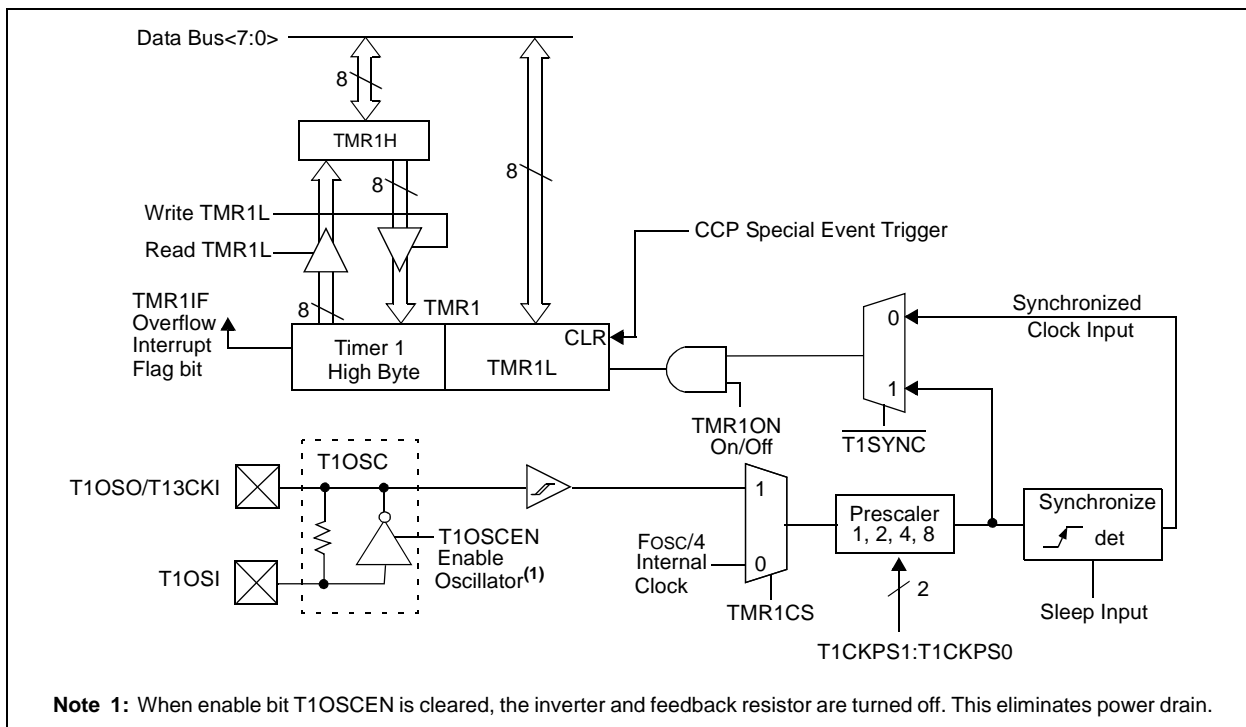 Data Bus<7:0>
8
TMR1H
8
8
Write TMR1L
CCP Special Event Trigger
Read TMR1L
TMR1IF
Overflow
Interrupt
Flag bit
8
TMR1
CLR
Timer 1
High Byte
TMR1L
0
1
Synchronized
Clock Input
TMR1ON
On/Off
T1SYNC
T1OSC
T1OSO/T13CKI
T1OSCEN
Enable
Oscillator(1)
T1OSI
1
0
FOSC/4
Internal
Clock
TMR1CS
Prescaler
1, 2, 4, 8
2
T1CKPS1:T1CKPS0
Synchronize
det
Sleep Input
Note 1: When enable bit T1OSCEN is cleared, the inverter and feedback resistor are turned off. This eliminates power drain.